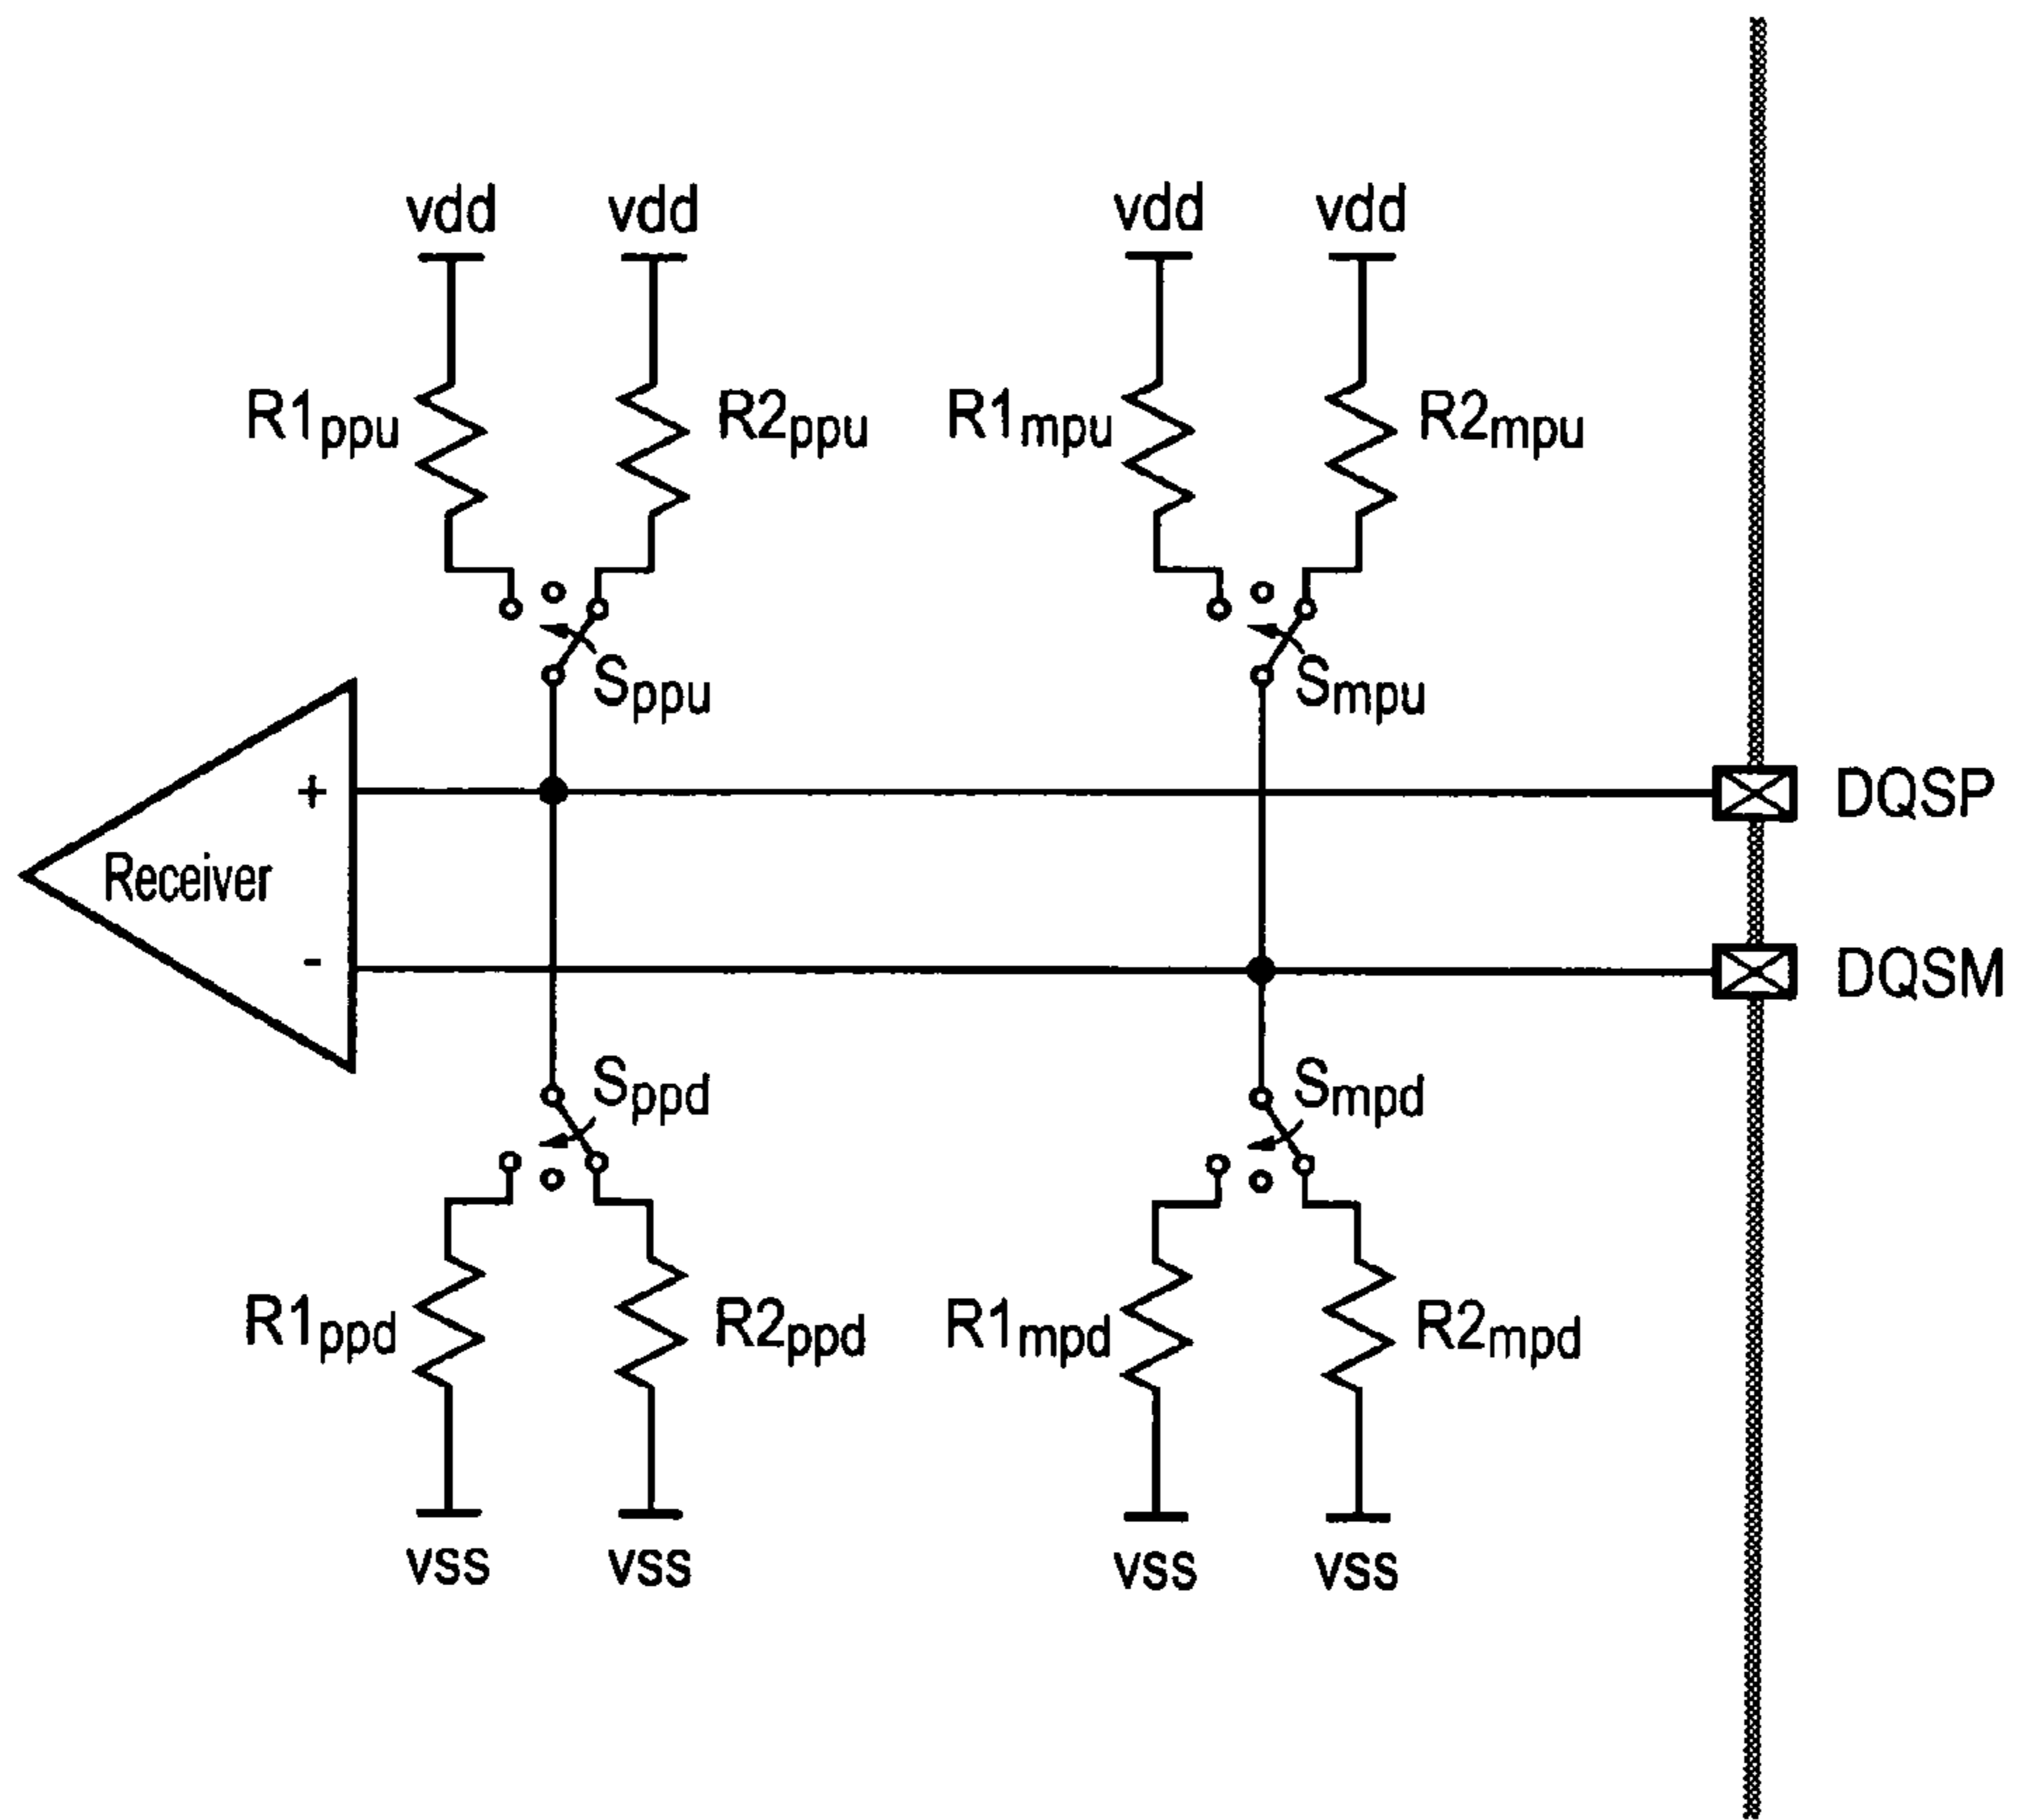 vdd vdd vdd vdd
R1ppu R2ppu R1mpu R2mpu
Sppu Smpu
+ DQSP
Receiver
- DQSM
Sppd Smpd
R1ppd R2ppd R1mpd R2mpd
vss vss vss vss